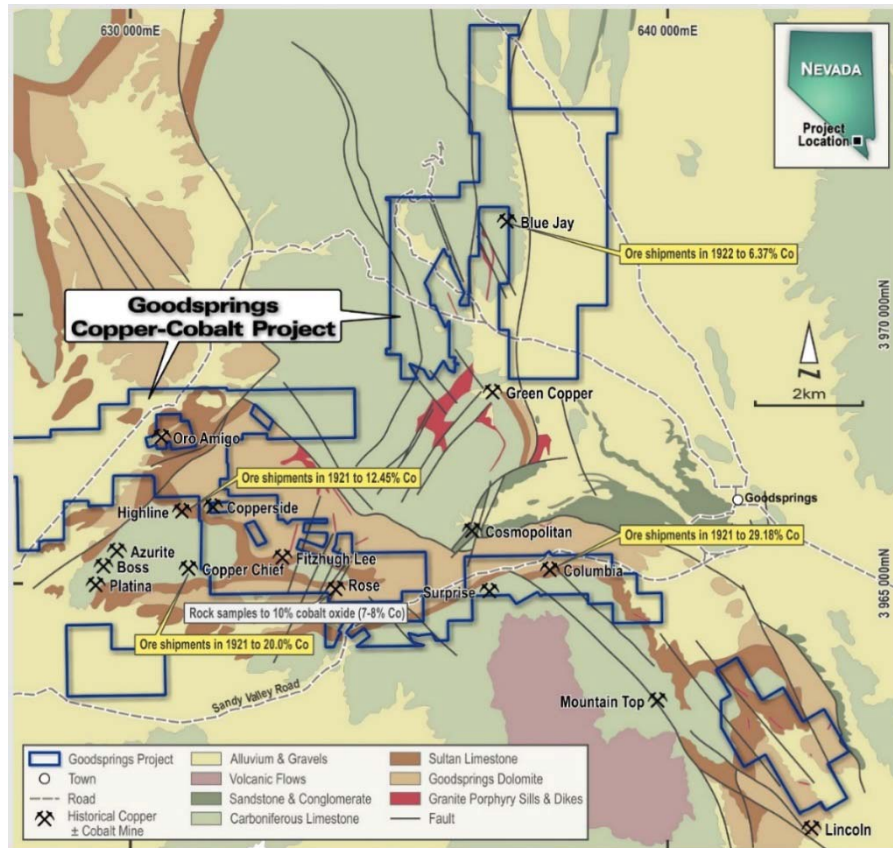 630 000mE
640 000mE
NEVADA
Project
Location
Blue Jay
Ore shipments in 1922 to 6.37% Co
Goodsprings
Copper-Cobalt Project
3 970 000mN
N
2km
Green Copper
Oro Amigo
Ore shipments in 1921 to 12.45% Co
Goodsprings
Highline
Copperside
Cosmopolitan
Ore shipments in 1921 to 29.18% Co
Azurite
Boss
Platina
Copper Chief
Fitzhugh Lee
Rose
Surprise
Columbia
3 965 000mN
Rock samples to 10% cobalt oxide (7-8% Co)
Ore shipments in 1921 to 20.0% Co
Sandy Valley Road
Mountain Top
Lincoln
Goodsprings Project
Town
Road
Historical Copper
± Cobalt Mine
Alluvium & Gravels
Volcanic Flows
Sandstone & Conglomerate
Carboniferous Limestone
Sultan Limestone
Goodsprings Dolomite
Granite Porphyry Sills & Dikes
Fault